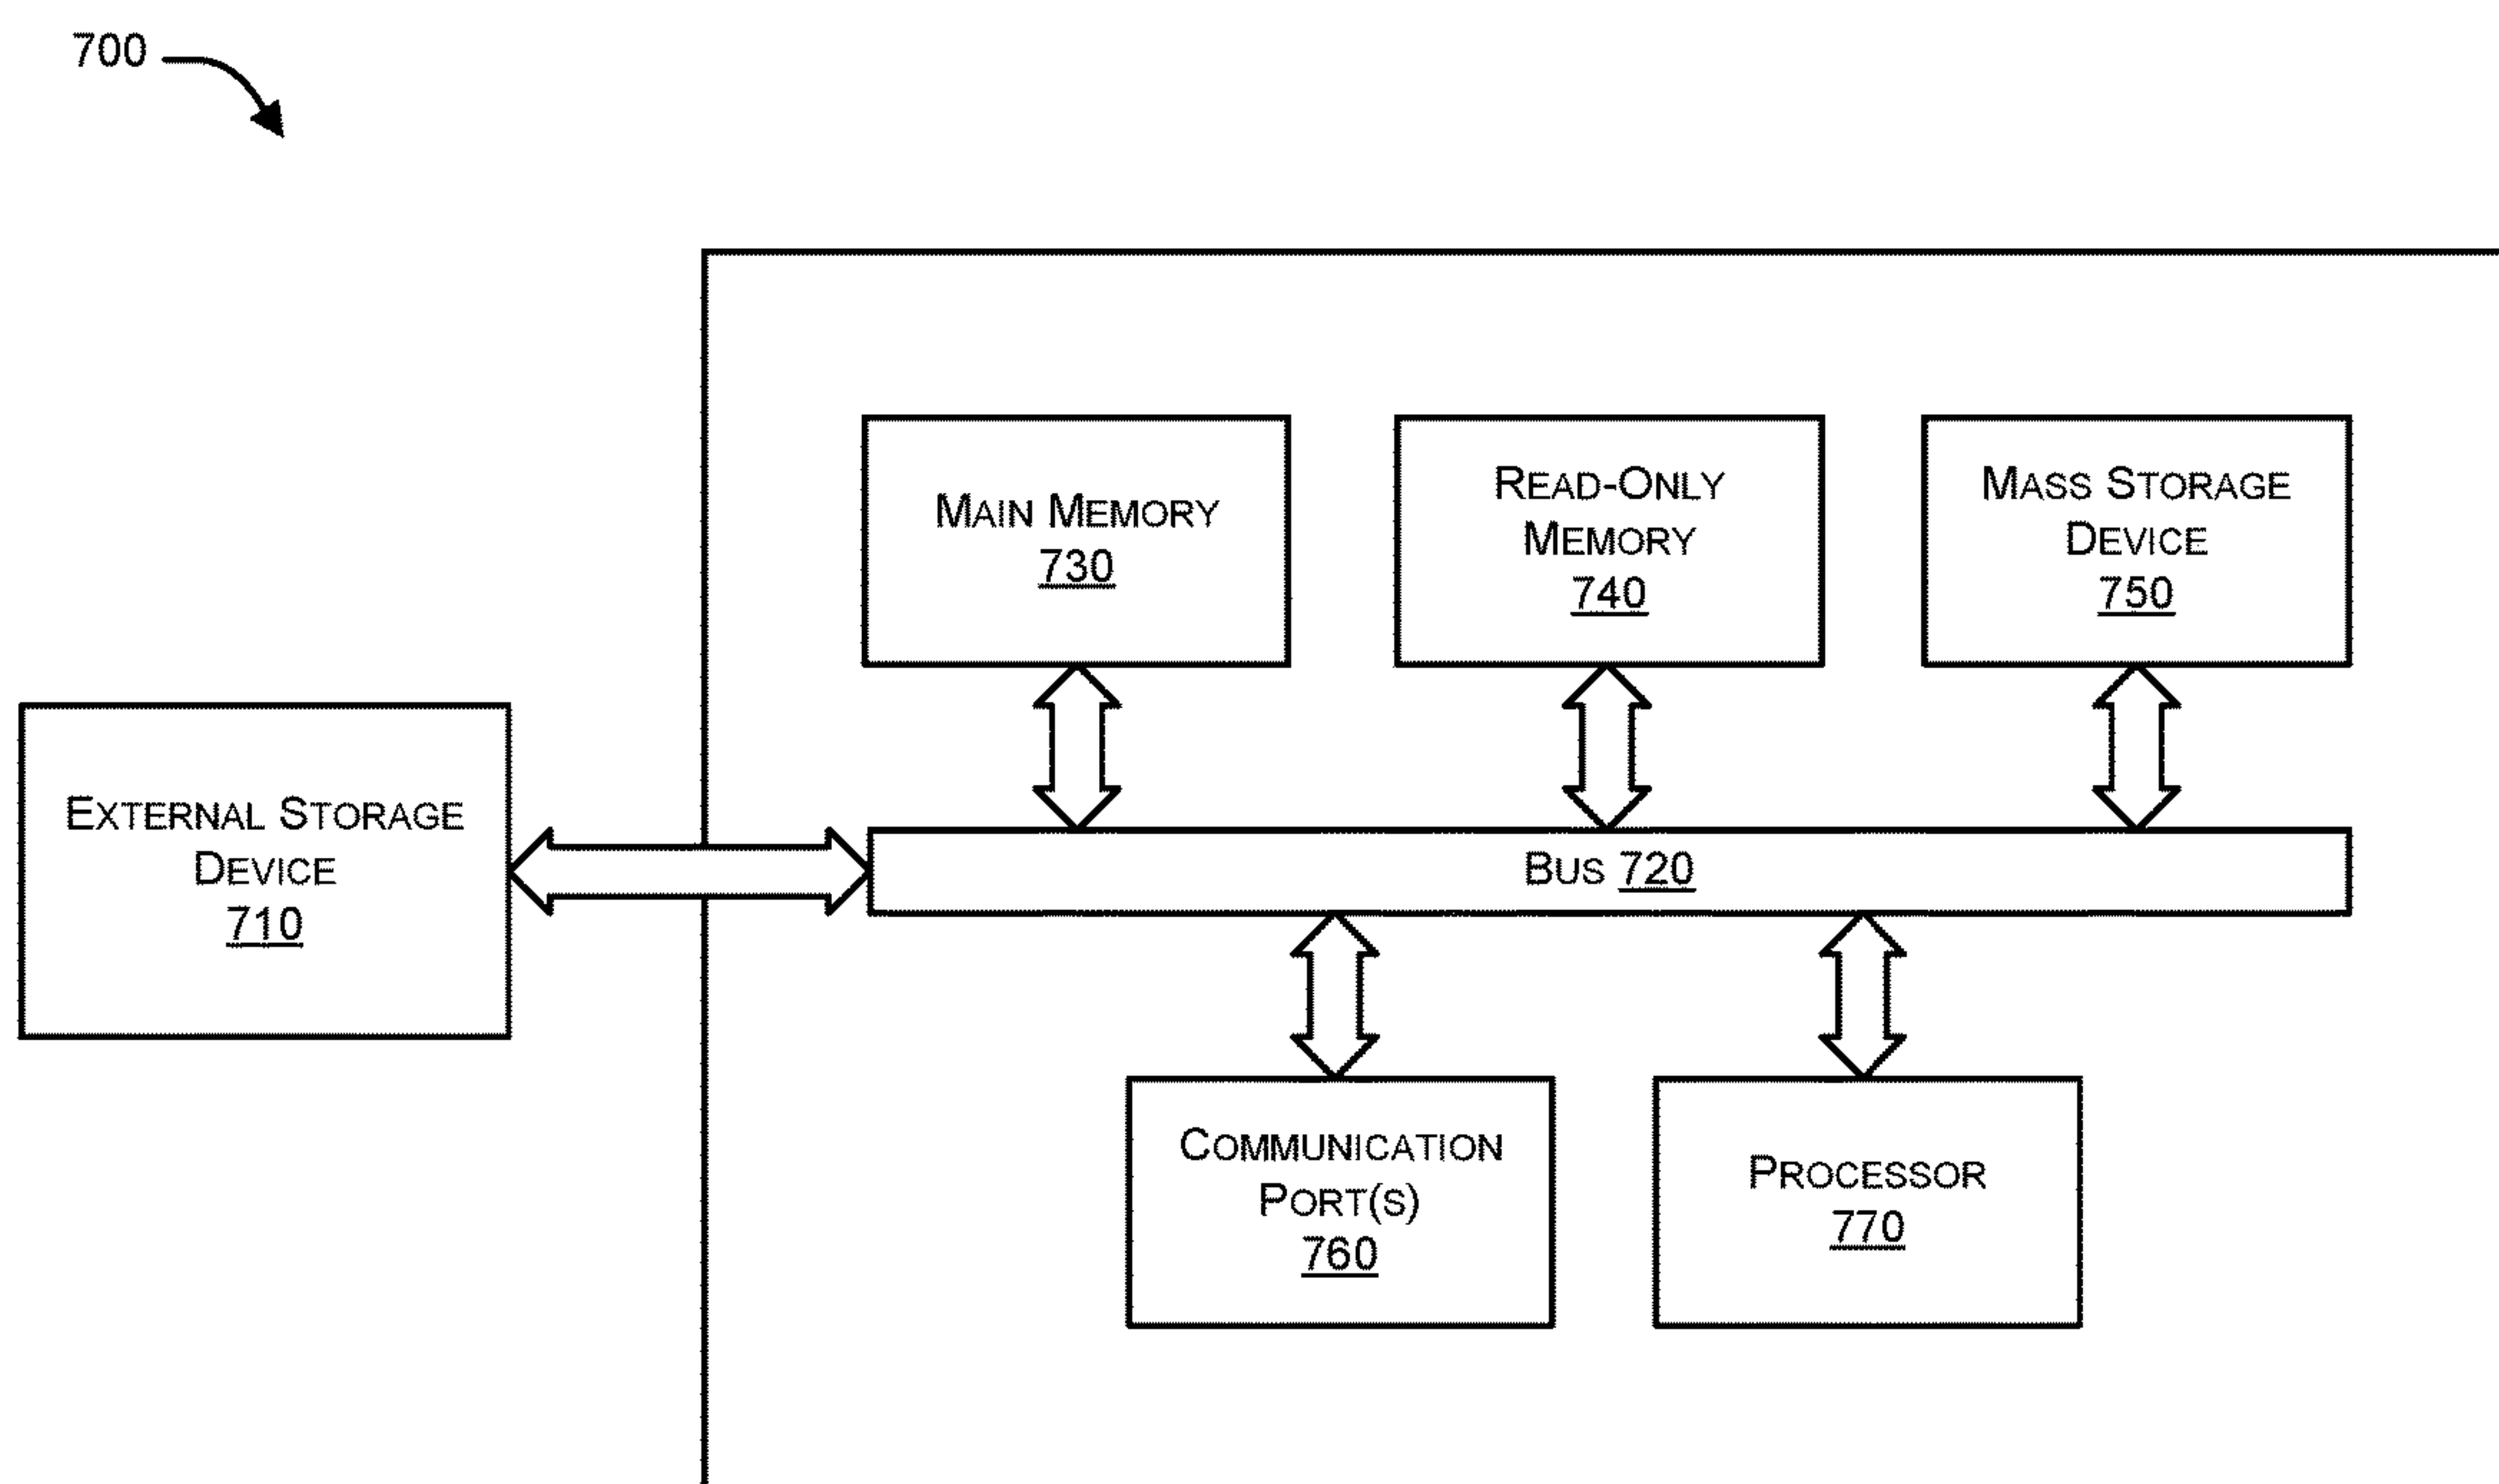 700
MAIN MEMORY
730
READ-ONLY
MEMORY
740
MASS STORAGE
DEVICE
750
EXTERNAL STORAGE
DEVICE
710
BUS 720
COMMUNICATION
PORT(S)
760
PROCESSOR
770